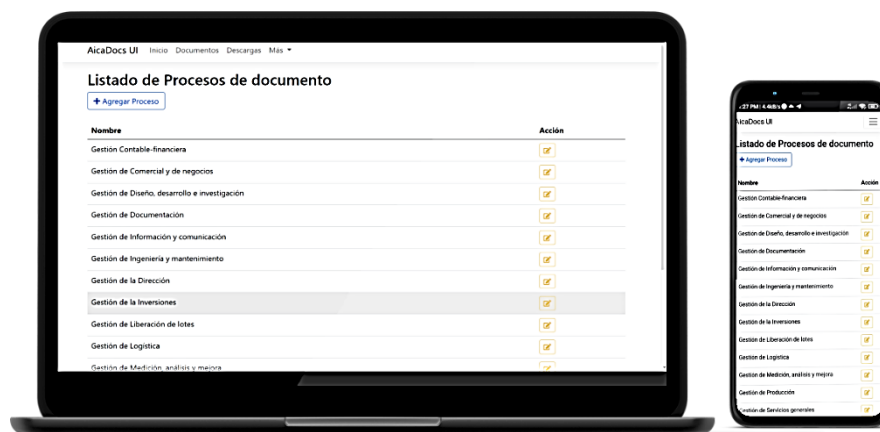 AicaDocs UI Inicio Documentos Descargas Más
Listado de Procesos de documento
+ Agregar Proceso
Nombre Acción
Gestión Contable-financiera
Gestión de Comercial y de negocios
Gestión de Diseño, desarrollo e investigación
Gestión de Documentación
Gestión de Información y comunicación
Gestión de Ingeniería y mantenimiento
Gestión de la Dirección
Gestión de la Inversiones
Gestión de Liberación de lotes
Gestión de Logística
Gestión de Medición, análisis y mejora
AicaDocs UI
Listado de Procesos de documento
+ Agregar Proceso
Nombre Acción
Gestión Contable-financiera
Gestión de Comercial y de negocios
Gestión de Diseño, desarrollo e investigación
Gestión de Documentación
Gestión de Información y comunicación
Gestión de Ingeniería y mantenimiento
Gestión de la Dirección
Gestión de la Inversiones
Gestión de Liberación de lotes
Gestión de Logística
Gestión de Medición, análisis y mejora
Gestión de Producción
Gestión de Servicios generales